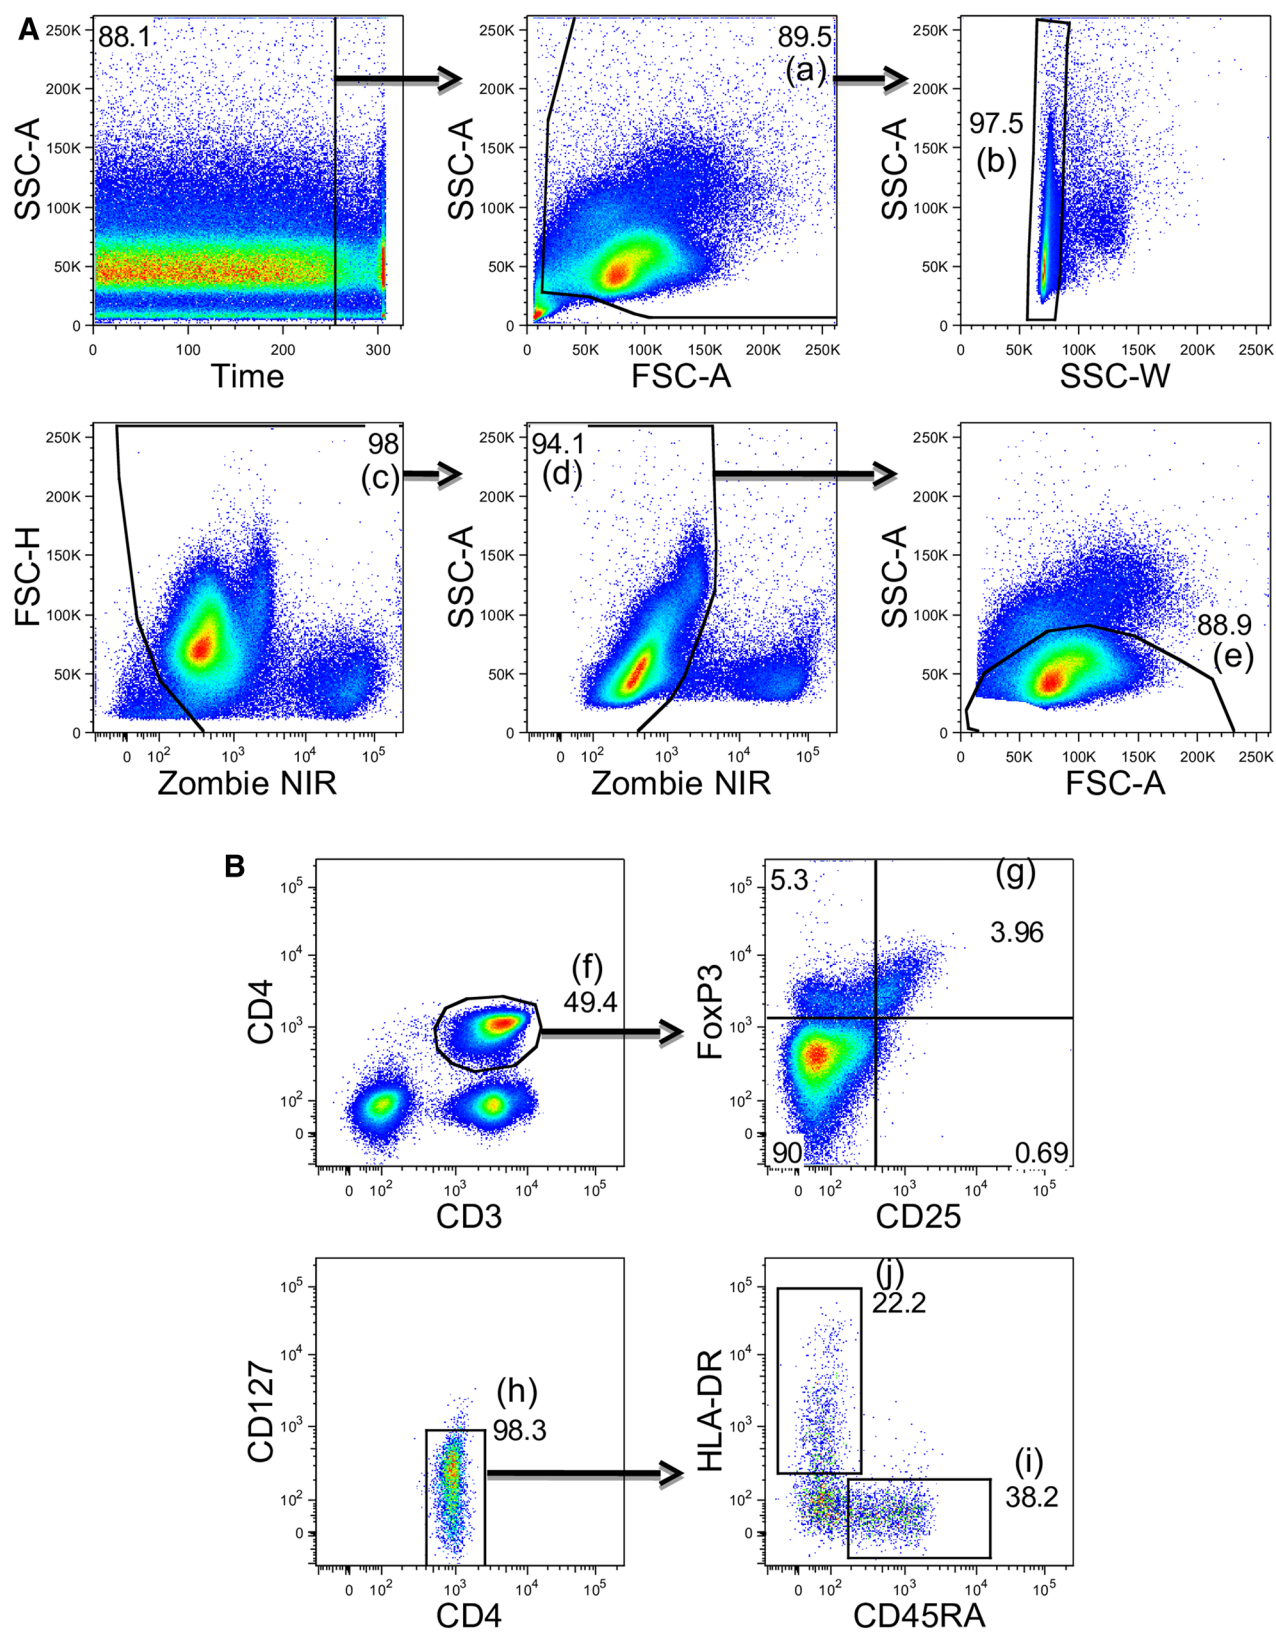 A
88.1
SSC-A
250K
200K
150K
100K
50K
0
0 100 200 300
Time
89.5
(a)
SSC-A
250K
200K
150K
100K
50K
0
0 50K 100K 150K 200K 250K
FSC-A
97.5
(b)
SSC-A
250K
200K
150K
100K
50K
0
0 50K 100K 150K 200K 250K
SSC-W
98
(c)
FSC-H
250K
200K
150K
100K
50K
0
0 10² 10³ 10⁴ 10⁵
Zombie NIR
94.1
(d)
SSC-A
250K
200K
150K
100K
50K
0
0 10² 10³ 10⁴ 10⁵
Zombie NIR
88.9
(e)
SSC-A
250K
200K
150K
100K
50K
0
0 50K 100K 150K 200K 250K
FSC-A
B
(f)
49.4
CD4
10⁵
10⁴
10³
10²
0
0 10² 10³ 10⁴ 10⁵
CD3
5.3
(g)
3.96
90
0.69
FoxP3
10⁵
10⁴
10³
10²
0
0 10² 10³ 10⁴ 10⁵
CD25
(h)
98.3
CD127
10⁵
10⁴
10³
10²
0
0 10² 10³ 10⁴ 10⁵
CD4
(j)
22.2
(i)
38.2
HLA-DR
10⁵
10⁴
10³
10²
0
0 10² 10³ 10⁴ 10⁵
CD45RA